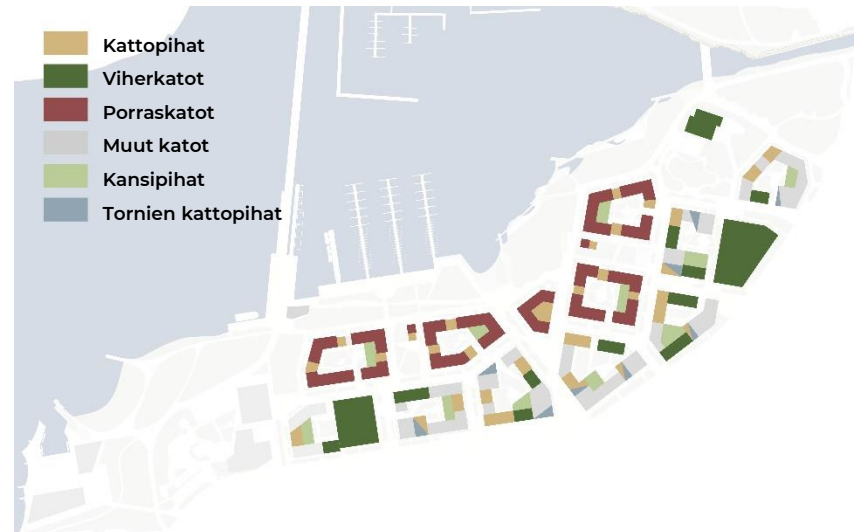 Kattopihat
Viherkatot
Porraskatot
Muut katot
Kansipihat
Tornien kattopihat